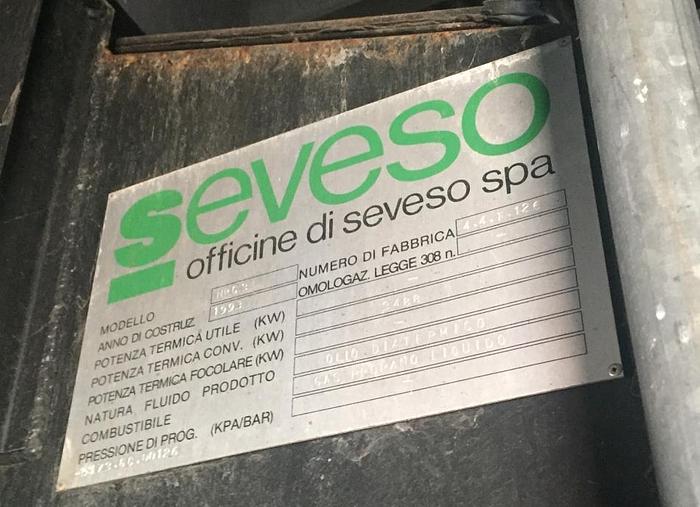 seveso
officine di seveso spa
MODELLO
NUMERO DI FABBRICA
ANNO DI COSTRUZ.
OMOLOGAZ. LEGGE 308 n. -
POTENZA TERMICA UTILE (KW) -
POTENZA TERMICA CONV. (KW)
POTENZA TERMICA FOCOLARE (KW) -
NATURA FLUIDO PRODOTTO OLIO DIATERMICO
COMBUSTIBILE GAS PROPANO LIQUIDO
PRESSIONE DI PROG. (KPA/BAR) -